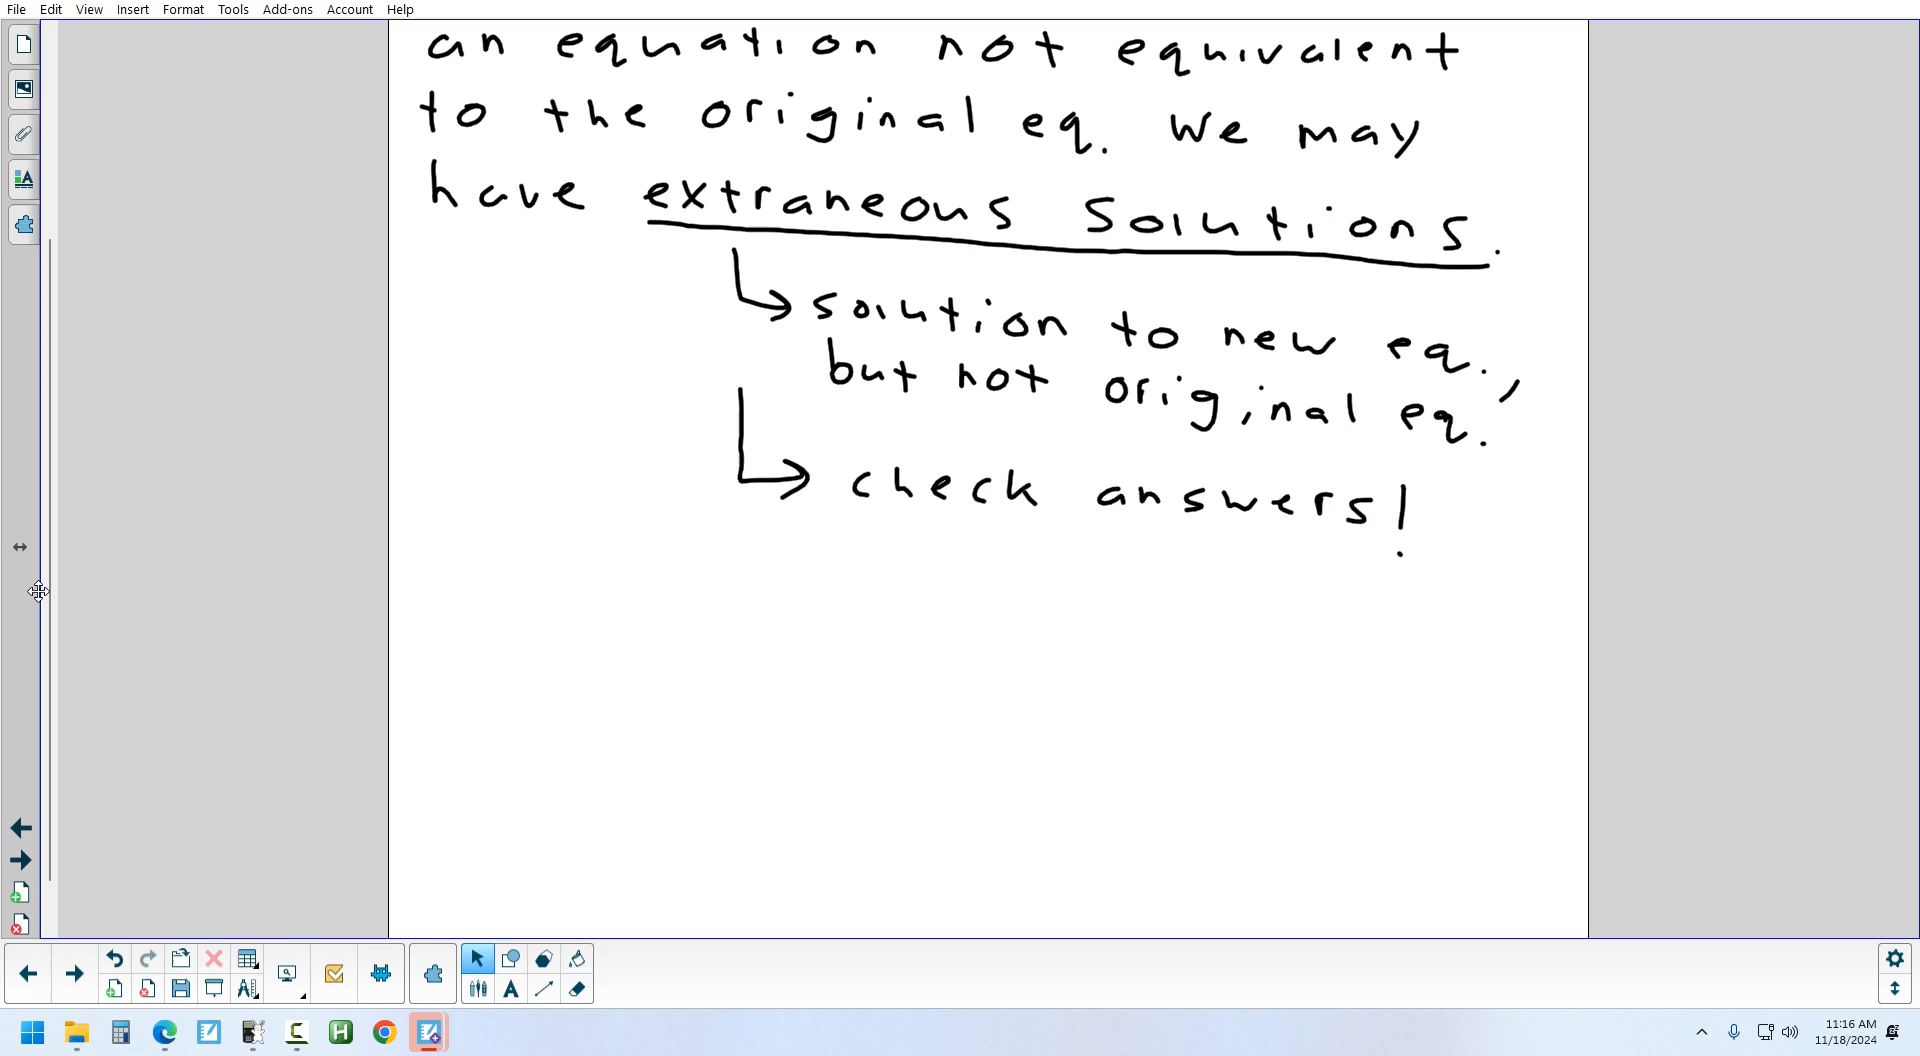 File Edit View Insert Format Tools Add-ons Account Help
an equation not equivalent
to the original eq. We may
have extraneous solutions.
solution to new eq.,
but not original eq.
check answers!
11:16 AM
11/18/2024